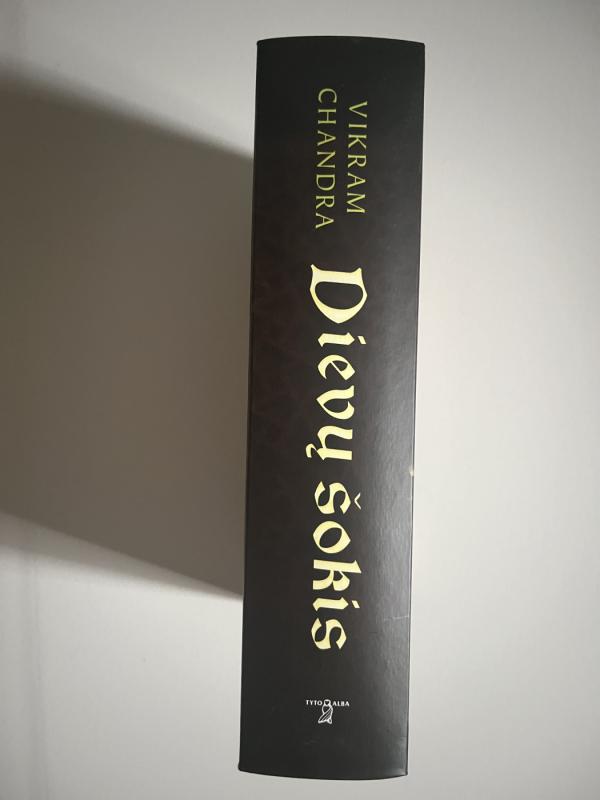 VIKRAM
CHANDRA
Dievų šokis
TYTO ALBA